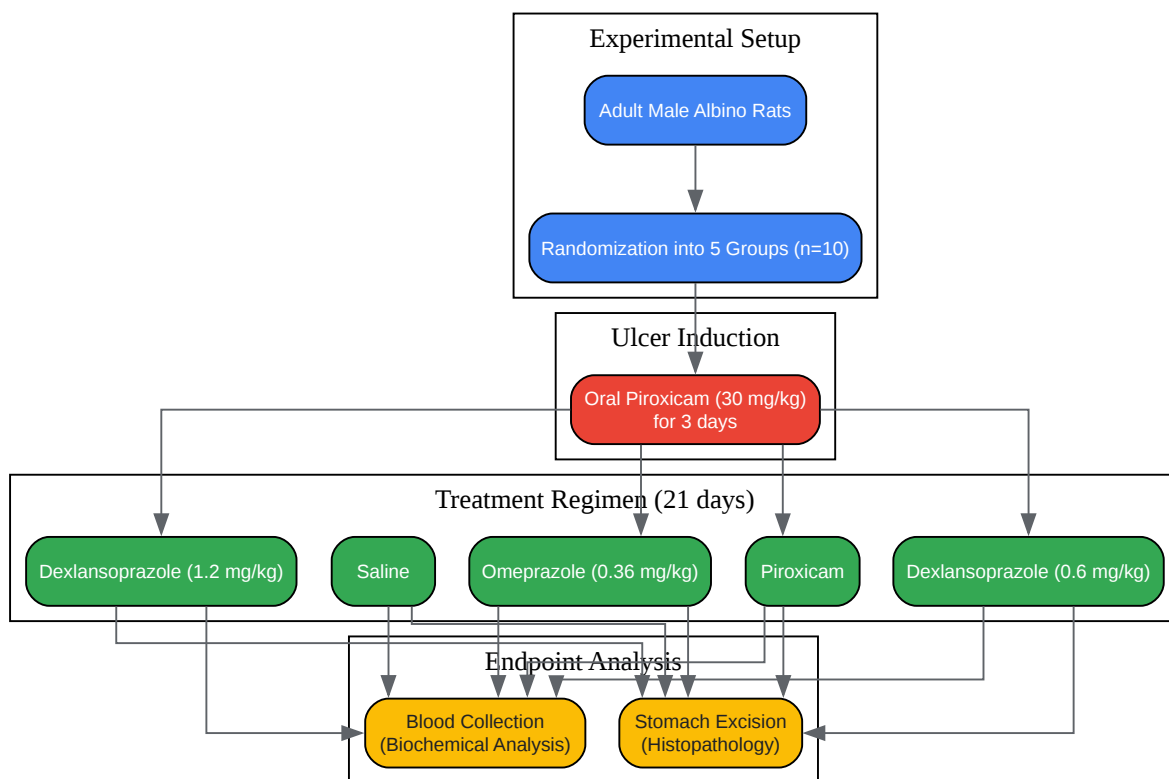 Experimental Setup
Adult Male Albino Rats
Randomization into 5 Groups (n=10)
Ulcer Induction
Oral Piroxicam (30 mg/kg)
for 3 days
Treatment Regimen (21 days)
Dexlansoprazole (1.2 mg/kg)
Saline
Omeprazole (0.36 mg/kg)
Piroxicam
Dexlansoprazole (0.6 mg/kg)
Endpoint Analysis
Blood Collection
(Biochemical Analysis)
Stomach Excision
(Histopathology)